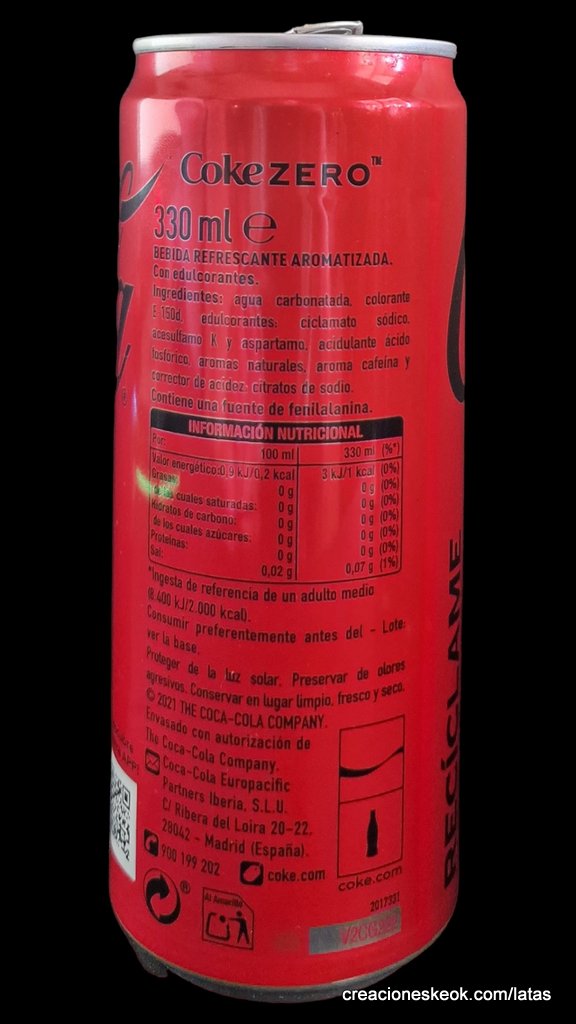 CokeZERO™
330 ml ℮
BEBIDA REFRESCANTE AROMATIZADA.
Con edulcorantes.
Ingredientes: agua carbonatada, colorante
E-150d, edulcorantes: ciclamato sódico,
acesulfamo K y aspartamo, acidulante ácido
fosfórico, aromas naturales, aroma cafeína y
corrector de acidez: citratos de sodio.
Contiene una fuente de fenilalanina.
INFORMACIÓN NUTRICIONAL
Por: 100 ml 330 ml (%*)
Valor energético: 0,9 kJ/0,2 kcal 3 kJ/1 kcal (0%)
Grasas 0 g 0 g (0%)
de las cuales saturadas: 0 g 0 g (0%)
Hidratos de carbono: 0 g 0 g (0%)
de los cuales azúcares: 0 g 0 g (0%)
Proteínas: 0 g 0 g (0%)
Sal: 0,02 g 0,07 g (1%)
*Ingesta de referencia de un adulto medio
(8.400 kJ/2.000 kcal).
Consumir preferentemente antes del - Lote:
ver la base.
Proteger de la luz solar. Preservar de olores
agresivos. Conservar en lugar limpio, fresco y seco.
© 2021 THE COCA-COLA COMPANY.
Envasado con autorización de
The Coca-Cola Company.
Coca-Cola Europacific
Partners Iberia, S.L.U.
C/ Ribera del Loira 20-22,
28042 - Madrid (España).
900 199 202 coke.com
coke.com
®
Al Amarillo
2017331
RECÍCLAME
creacioneskeok.com/latas